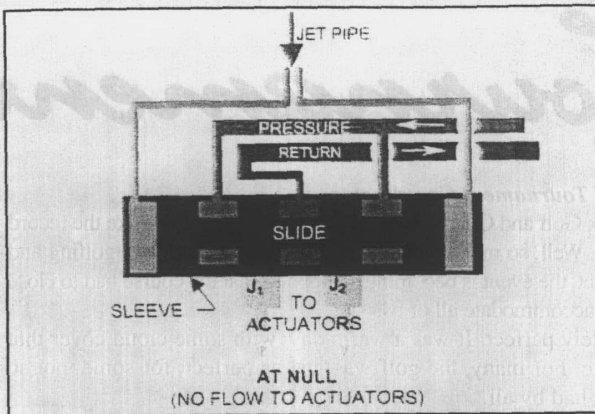 JET PIPE
PRESSURE
RETURN
SLIDE
SLEEVE
J₁
J₂
TO
ACTUATORS
AT NULL
(NO FLOW TO ACTUATORS)